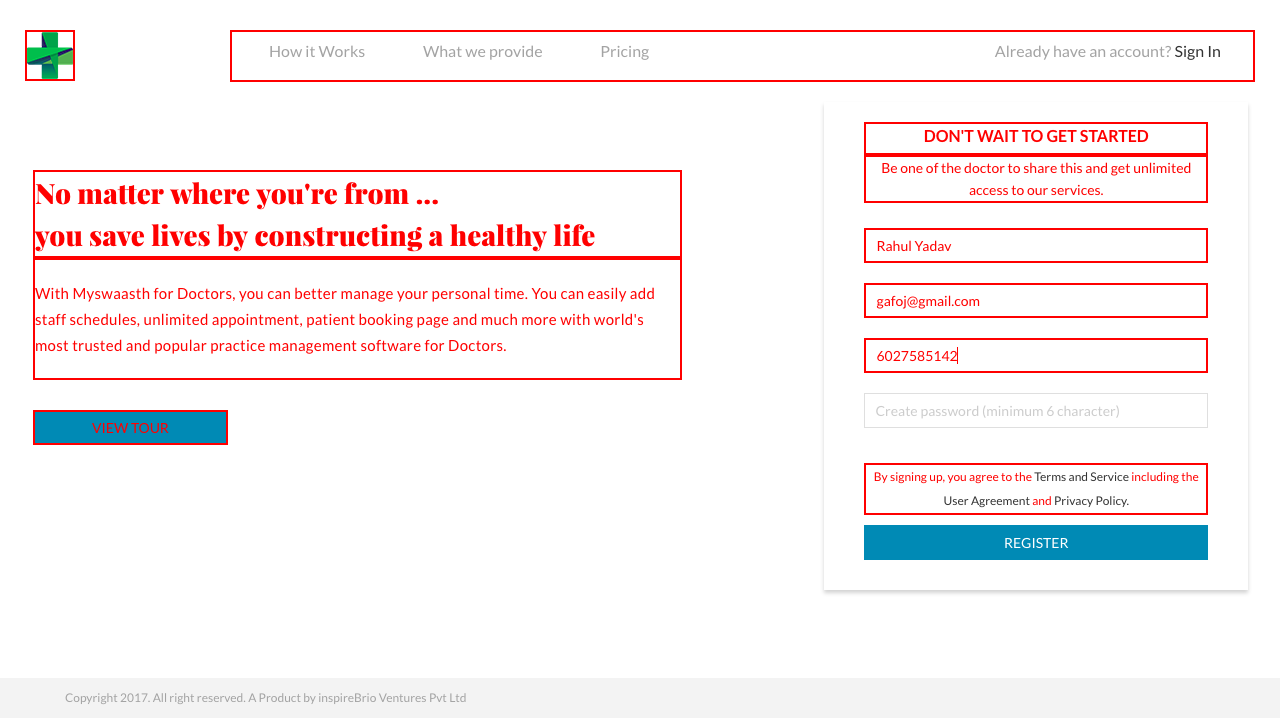 How it Works
What we provide
Pricing
Already have an account? Sign In
No matter where you're from ...
you save lives by constructing a healthy life
With Myswaasth for Doctors, you can better manage your personal time. You can easily add
staff schedules, unlimited appointment, patient booking page and much more with world's
most trusted and popular practice management software for Doctors.
VIEW TOUR
DON'T WAIT TO GET STARTED
Be one of the doctor to share this and get unlimited
access to our services.
Rahul Yadav
gafoj@gmail.com
6027585142
Create password (minimum 6 character)
By signing up, you agree to the Terms and Service including the
User Agreement and Privacy Policy.
REGISTER
Copyright 2017. All right reserved. A Product by inspireBrio Ventures Pvt Ltd